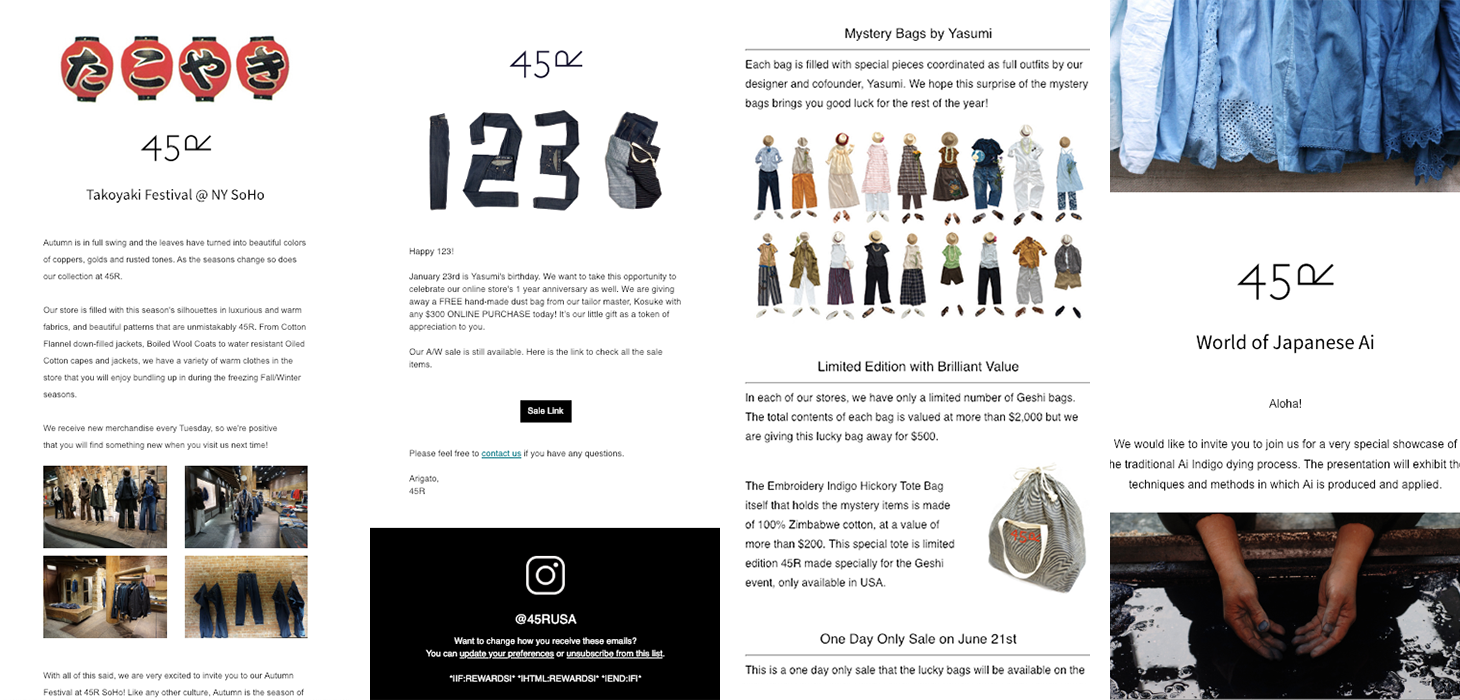 たこやき
45R
Takoyaki Festival @ NY SoHo
Autumn is in full swing and the leaves have turned into beautiful colors
of coppers, golds and rusted tones. As the seasons change so does
our collection at 45R.
Our store is filled with this season's silhouettes in luxurious and warm
fabrics, and beautiful patterns that are unmistakably 45R. From Cotton
Flannel down-filled jackets, Boiled Wool Coats to water resistant Oiled
Cotton capes and jackets, we have a variety of warm clothes in the
store that you will enjoy bundling up in during the freezing Fall/Winter
seasons.
We receive new merchandise every Tuesday, so we're positive
that you will find something new when you visit us next time!
With all of this said, we are very excited to invite you to our Autumn
Festival at 45R SoHo! Like any other culture, Autumn is the season of
45R
123
Happy 123!
January 23rd is Yasumi's birthday. We want to take this opportunity to
celebrate our online store's 1 year anniversary as well. We are giving
away a FREE hand-made dust bag from our tailor master, Kosuke with
any $300 ONLINE PURCHASE today! It's our little gift as a token of
appreciation to you.
Our A/W sale is still available. Here is the link to check all the sale
items.
Sale Link
Please feel free to contact us if you have any questions.
Arigato,
45R
@45RUSA
Want to change how you receive these emails?
You can update your preferences or unsubscribe from this list.
*IIF:REWARDSI* *IHTML:REWARDSI* *IEND:IFI*
Mystery Bags by Yasumi
Each bag is filled with special pieces coordinated as full outfits by our
designer and cofounder, Yasumi. We hope this surprise of the mystery
bags brings you good luck for the rest of the year!
Limited Edition with Brilliant Value
In each of our stores, we have only a limited number of Geshi bags.
The total contents of each bag is valued at more than $2,000 but we
are giving this lucky bag away for $500.
The Embroidery Indigo Hickory Tote Bag
itself that holds the mystery items is made
of 100% Zimbabwe cotton, at a value of
more than $200. This special tote is limited
edition 45R made specially for the Geshi
event, only available in USA.
45R
One Day Only Sale on June 21st
This is a one day only sale that the lucky bags will be available on the
45R
World of Japanese Ai
Aloha!
We would like to invite you to join us for a very special showcase of
he traditional Ai Indigo dying process. The presentation will exhibit th
techniques and methods in which Ai is produced and applied.